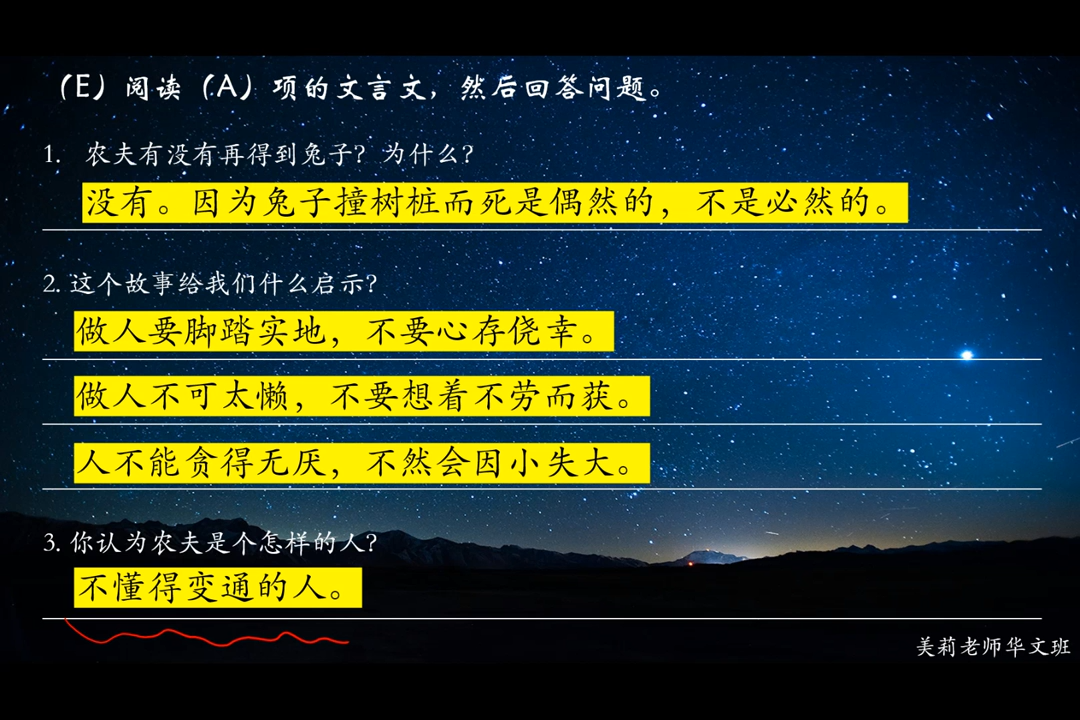 （E）阅读（A）项的文言文，然后回答问题。
1. 农夫有没有再得到兔子？为什么？
没有。因为兔子撞树桩而死是偶然的，不是必然的。
2. 这个故事给我们什么启示？
做人要脚踏实地，不要心存侥幸。
做人不可太懒，不要想着不劳而获。
人不能贪得无厌，不然会因小失大。
3. 你认为农夫是个怎样的人？
不懂得变通的人。
美莉老师华文班